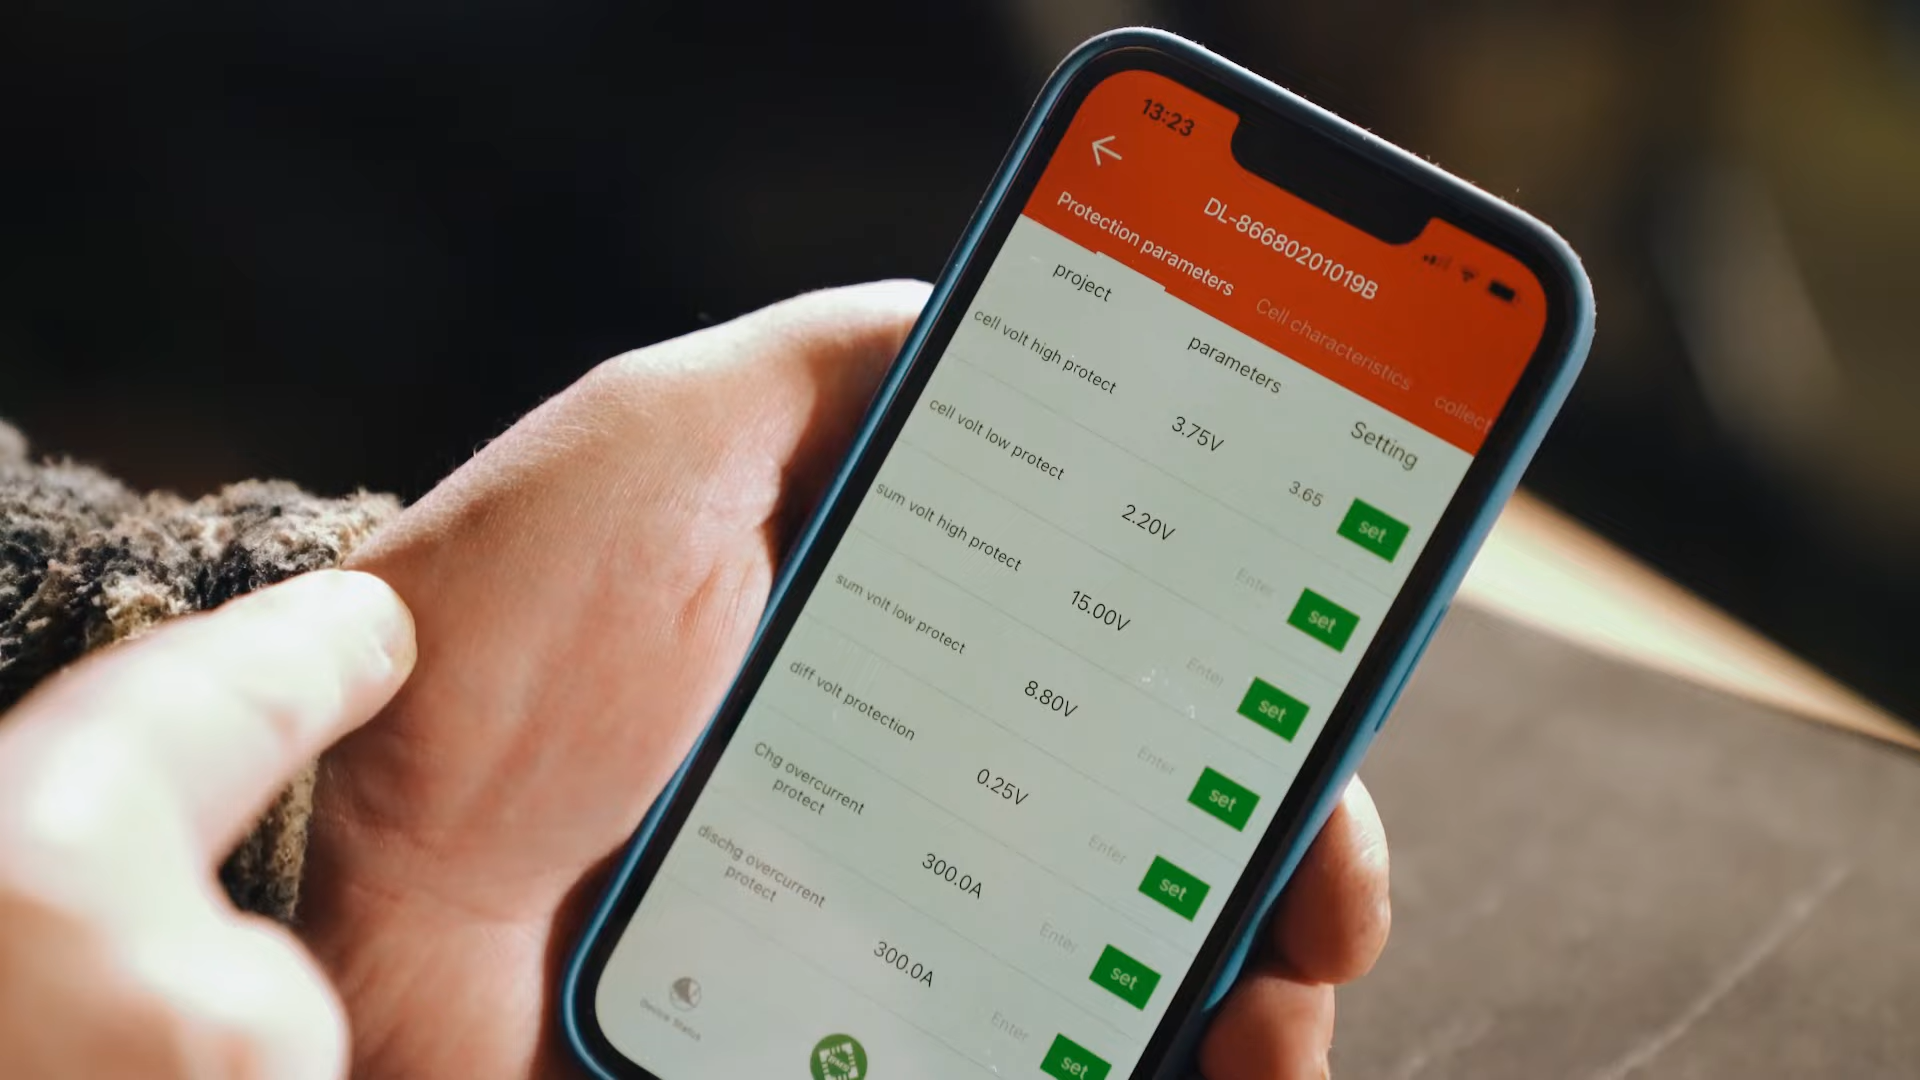 13:23
DL-86680201019B
Protection parameters
Cell characteristics
collect
project
parameters
Setting
cell volt high protect
3.75V
3.65
set
cell volt low protect
2.20V
Enter
set
sum volt high protect
15.00V
Enter
set
sum volt low protect
8.80V
Enter
set
diff volt protection
0.25V
Enter
set
Chg overcurrent
protect
300.0A
Enter
set
dischg overcurrent
protect
300.0A
Enter
set
Device Status